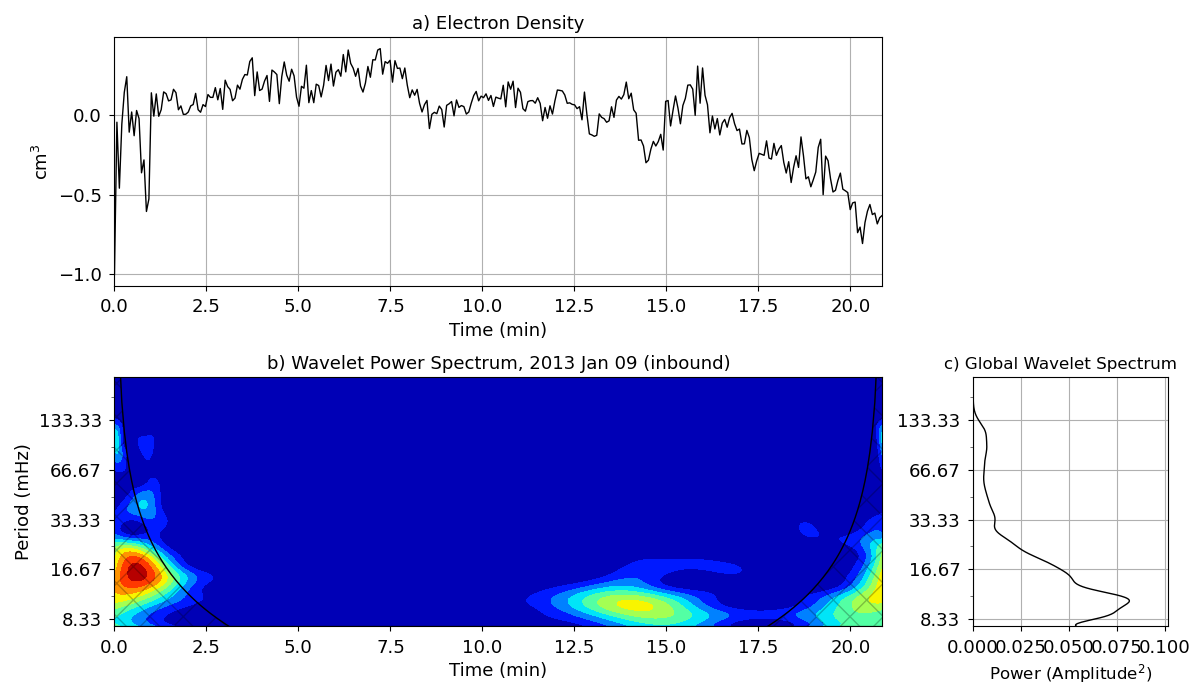 a) Electron Density
cm³
0.0
−0.5
−1.0
0.0 2.5 5.0 7.5 10.0 12.5 15.0 17.5 20.0
Time (min)
b) Wavelet Power Spectrum, 2013 Jan 09 (inbound)
Period (mHz)
133.33
66.67
33.33
16.67
8.33
0.0 2.5 5.0 7.5 10.0 12.5 15.0 17.5 20.0
Time (min)
c) Global Wavelet Spectrum
133.33
66.67
33.33
16.67
8.33
0.000 0.025 0.050 0.075 0.100
Power (Amplitude²)